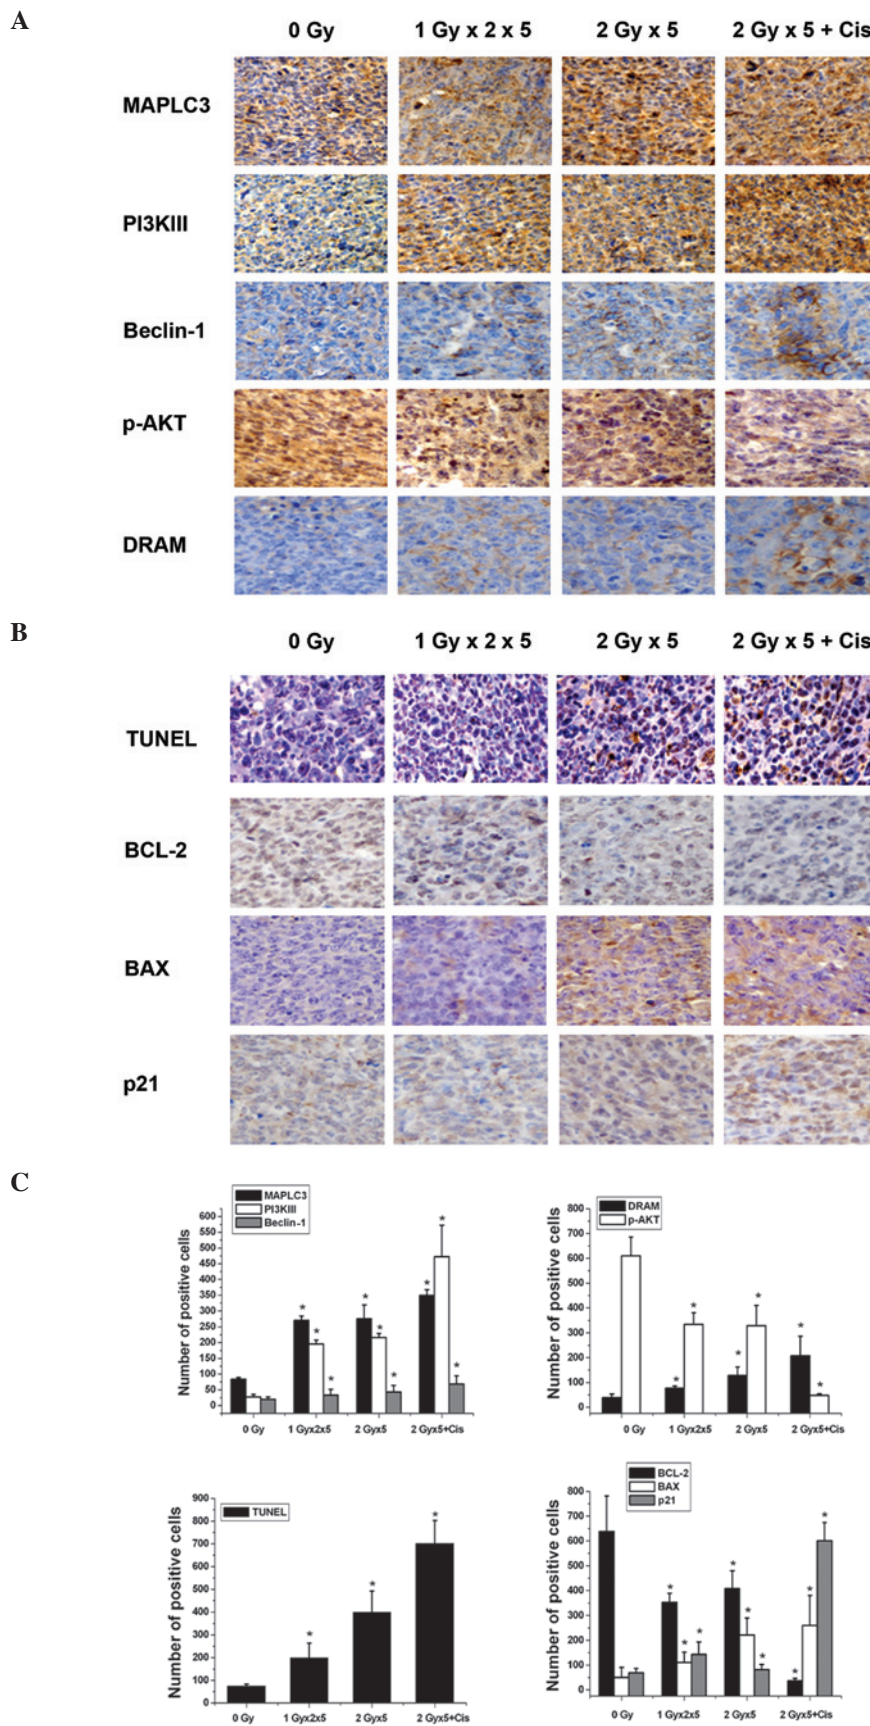 A
0 Gy 1 Gy x 2 x 5 2 Gy x 5 2 Gy x 5 + Cis
MAPLC3
PI3KIII
Beclin-1
p-AKT
DRAM
B
0 Gy 1 Gy x 2 x 5 2 Gy x 5 2 Gy x 5 + Cis
TUNEL
BCL-2
BAX
p21
C
MAPLC3
PI3KIII
Beclin-1
Number of positive cells
600
550
500
450
400
350
300
250
200
150
100
50
0
* * * * * * * * *
0 Gy 1 Gyx2x5 2 Gyx5 2 Gyx5+Cis
DRAM
p-AKT
Number of positive cells
800
700
600
500
400
300
200
100
0
* * * * * *
0 Gy 1 Gyx2x5 2 Gyx5 2 Gyx5+Cis
TUNEL
Number of positive cells
900
800
700
600
500
400
300
200
100
0
* * *
0 Gy 1 Gyx2x5 2 Gyx5 2 Gyx5+Cis
BCL-2
BAX
p21
Number of positive cells
800
700
600
500
400
300
200
100
0
* * * * * * * * *
0 Gy 1 Gyx2x5 2 Gyx5 2 Gyx5+Cis